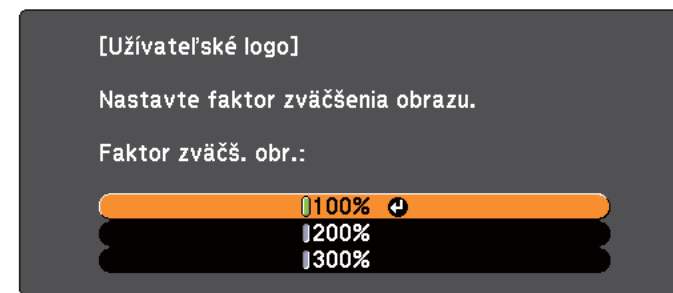 [Užívateľské logo]
Nastavte faktor zväčšenia obrazu.
Faktor zväčš. obr.:
100%
200%
300%